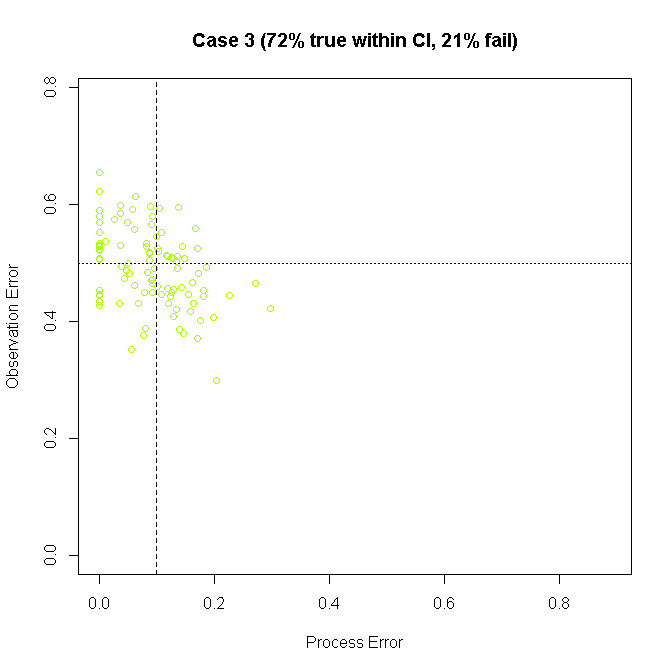 Case 3 (72% true within CI, 21% fail)
0.8
0.6
0.4
0.2
0.0
Observation Error
0.0 0.2 0.4 0.6 0.8
Process Error